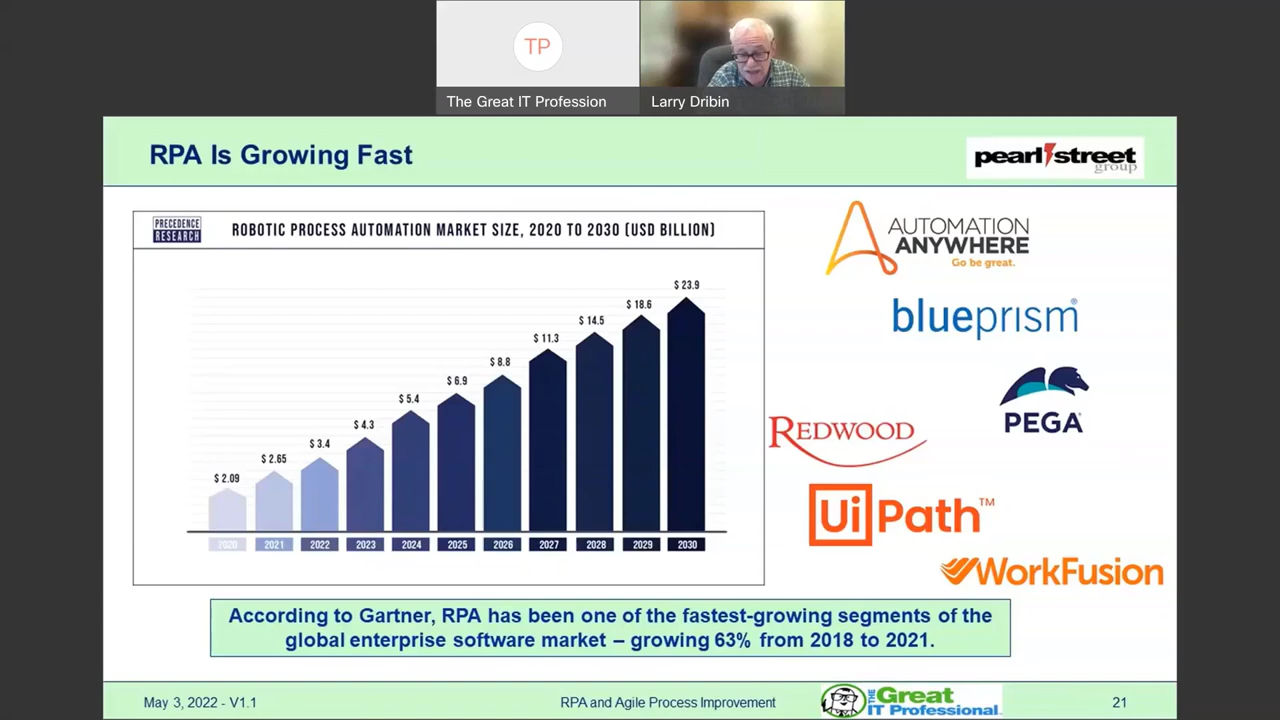 TP
The Great IT Profession
Larry Dribin
RPA Is Growing Fast
pearl street
group
PRECEDENCE
RESEARCH
ROBOTIC PROCESS AUTOMATION MARKET SIZE, 2020 TO 2030 (USD BILLION)
$ 2.09
$ 2.65
$ 3.4
$ 4.3
$ 5.4
$ 6.9
$ 8.8
$ 11.3
$ 14.5
$ 18.6
$ 23.9
2020 2021 2022 2023 2024 2025 2026 2027 2028 2029 2030
AUTOMATION
ANYWHERE
Go be great.
blueprism®
PEGA
REDWOOD
UiPath™
WorkFusion
According to Gartner, RPA has been one of the fastest-growing segments of the
global enterprise software market – growing 63% from 2018 to 2021.
May 3, 2022 - V1.1
RPA and Agile Process Improvement
THE Great
IT Professional
21